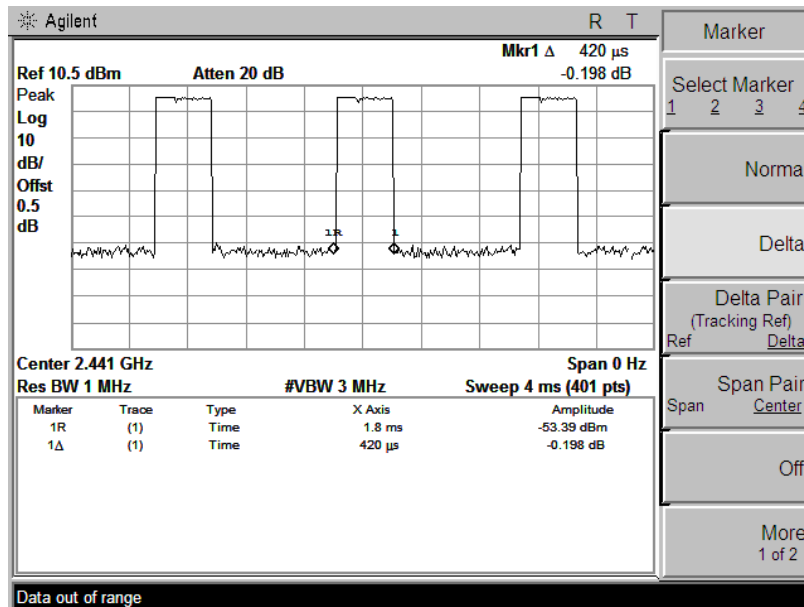 Agilent R T
Mkr1 Δ 420 μs
Ref 10.5 dBm Atten 20 dB -0.198 dB
Peak
Log
10
dB/
Offst
0.5
dB
1R 1
Center 2.441 GHz Span 0 Hz
Res BW 1 MHz #VBW 3 MHz Sweep 4 ms (401 pts)
Marker Trace Type X Axis Amplitude
1R (1) Time 1.8 ms -53.39 dBm
1Δ (1) Time 420 μs -0.198 dB
Data out of range
Marker
Select Marker
1 2 3 4
Norma
Delta
Delta Pair
(Tracking Ref)
Ref Delta
Span Pair
Span Center
Off
More
1 of 2